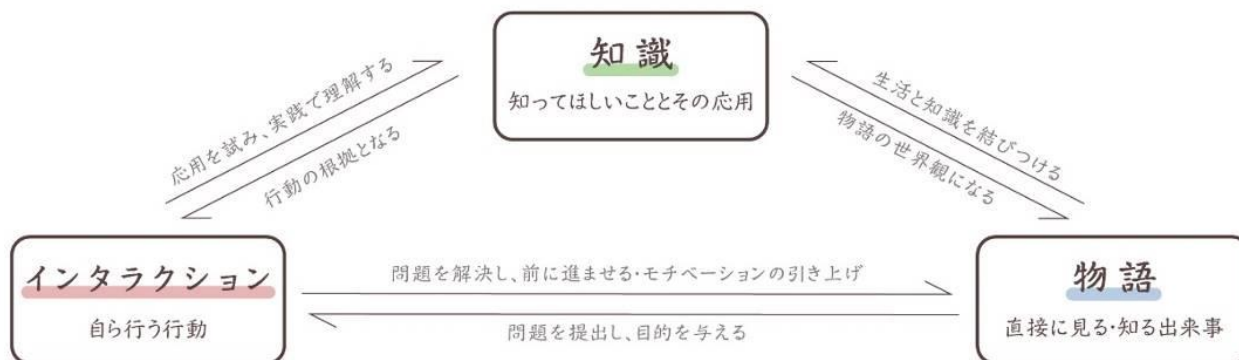 知識
知ってほしいこととその応用
応用を試み、実践で理解する
行動の根拠となる
生活と知識を結びつける
物語の世界観になる
インタラクション
自ら行う行動
問題を解決し、前に進ませる・モチベーションの引き上げ
問題を提出し、目的を与える
物語
直接に見る・知る出来事